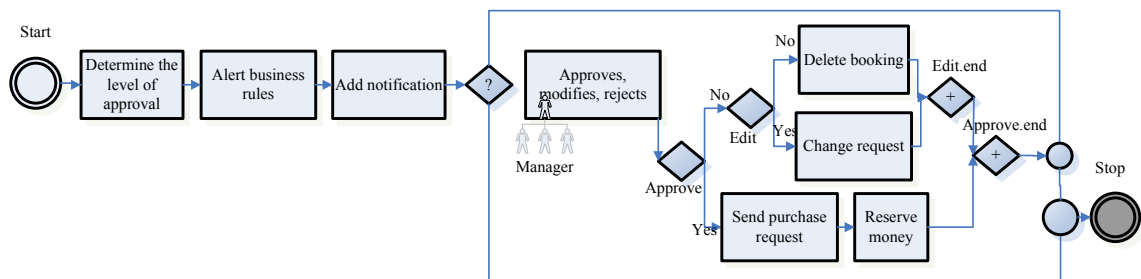 Start
Determine the
level of
approval
Alert business
rules
Add notification
?
Approves,
modifies, rejects
Manager
Approve
No
Edit
No
Delete booking
Yes
Change request
Edit.end
+
Approve.end
+
Yes
Send purchase
request
Reserve
money
Stop